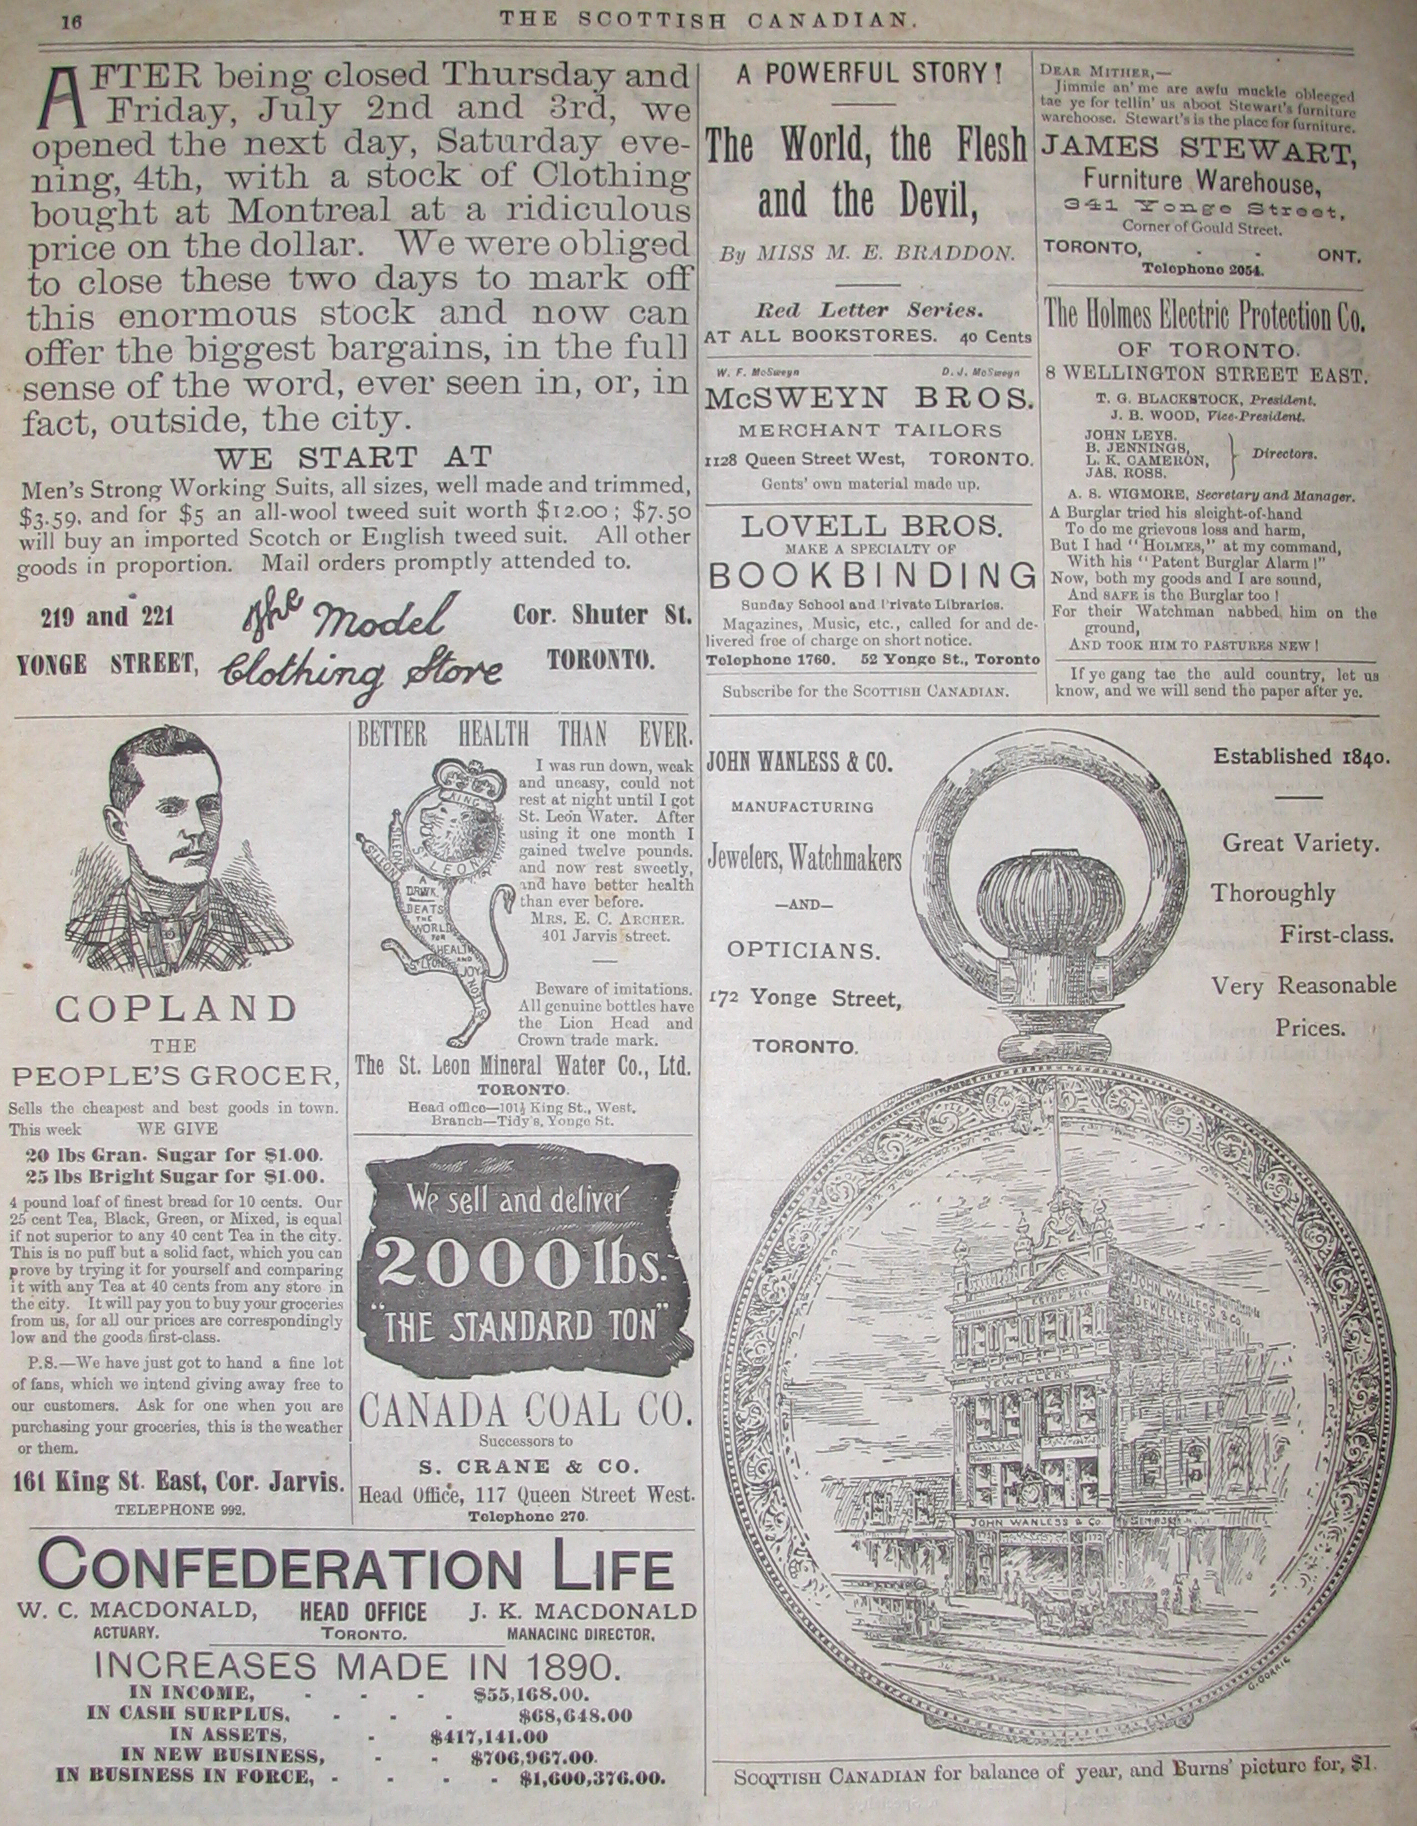 16
THE SCOTTISH CANADIAN.
AFTER being closed Thursday and
Friday, July 2nd and 3rd, we
opened the next day, Saturday eve-
ning, 4th, with a stock of Clothing
bought at Montreal at a ridiculous
price on the dollar. We were obliged
to close these two days to mark off
this enormous stock and now can
offer the biggest bargains, in the full
sense of the word, ever seen in, or, in
fact, outside, the city.
WE START AT
Men's Strong Working Suits, all sizes, well made and trimmed,
$3.59, and for $5 an all-wool tweed suit worth $12.00; $7.50
will buy an imported Scotch or English tweed suit. All other
goods in proportion. Mail orders promptly attended to.
219 and 221 The Model Cor. Shuter St.
YONGE STREET, Clothing Store TORONTO.
A POWERFUL STORY!
The World, the Flesh
and the Devil,
By MISS M. E. BRADDON.
Red Letter Series.
AT ALL BOOKSTORES. 40 Cents
W. F. McSweyn D. J. McSweyn
McSWEYN BROS.
MERCHANT TAILORS
1128 Queen Street West, TORONTO.
Gents' own material made up.
LOVELL BROS.
MAKE A SPECIALTY OF
BOOKBINDING
Sunday School and Private Libraries.
Magazines, Music, etc., called for and de-
livered free of charge on short notice.
Telephone 1760. 52 Yonge St., Toronto
Subscribe for the SCOTTISH CANADIAN.
DEAR MITHER,—
Jimmie an' me are awfu muckle obleeged
tae ye for tellin' us aboot Stewart's furniture
warehoose. Stewart's is the place for furniture.
JAMES STEWART,
Furniture Warehouse,
341 Yonge Street,
Corner of Gould Street.
TORONTO, - - ONT.
Telephone 2054.
The Holmes Electric Protection Co.
OF TORONTO.
8 WELLINGTON STREET EAST.
T. G. BLACKSTOCK, President.
J. B. WOOD, Vice-President.
JOHN LEYS.
B. JENNINGS,
L. K. CAMERON,
JAS. ROSS.
Directors.
A. S. WIGMORE, Secretary and Manager.
A Burglar tried his sleight-of-hand
To do me grievous loss and harm,
But I had "HOLMES," at my command,
With his "Patent Burglar Alarm!"
Now, both my goods and I are sound,
And SAFE is the Burglar too!
For their Watchman nabbed him on the
ground,
AND TOOK HIM TO PASTURES NEW!
If ye gang tae the auld country, let us
know, and we will send the paper after ye.
COPLAND
THE
PEOPLE'S GROCER,
Sells the cheapest and best goods in town.
This week WE GIVE
20 lbs Gran. Sugar for $1.00.
25 lbs Bright Sugar for $1.00.
4 pound loaf of finest bread for 10 cents. Our
25 cent Tea, Black, Green, or Mixed, is equal
if not superior to any 40 cent Tea in the city.
This is no puff but a solid fact, which you can
prove by trying it for yourself and comparing
it with any Tea at 40 cents from any store in
the city. It will pay you to buy your groceries
from us, for all our prices are correspondingly
low and the goods first-class.
P.S.—We have just got to hand a fine lot
of fans, which we intend giving away free to
our customers. Ask for one when you are
purchasing your groceries, this is the weather
or them.
161 King St. East, Cor. Jarvis.
TELEPHONE 992.
BETTER HEALTH THAN EVER.
KING
ST. LEON
A
DRINK
BEATS
THE
WORLD
FOR
HEALTH
AND
JOY
I was run down, weak
and uneasy, could not
rest at night until I got
St. Leon Water. After
using it one month I
gained twelve pounds.
and now rest sweetly,
and have better health
than ever before.
MRS. E. C. ARCHER.
401 Jarvis street.
Beware of imitations.
All genuine bottles have
the Lion Head and
Crown trade mark.
The St. Leon Mineral Water Co., Ltd.
TORONTO.
Head office—101½ King St., West.
Branch—Tidy's, Yonge St.
We sell and deliver
2000 lbs.
"THE STANDARD TON"
CANADA COAL CO.
Successors to
S. CRANE & CO.
Head Office, 117 Queen Street West.
Telephone 270.
CONFEDERATION LIFE
W. C. MACDONALD, HEAD OFFICE J. K. MACDONALD
ACTUARY. TORONTO. MANAGING DIRECTOR.
INCREASES MADE IN 1890.
IN INCOME, - - - $55,168.00.
IN CASH SURPLUS, - - - $68,648.00
IN ASSETS, - $417,141.00
IN NEW BUSINESS, - - $706,967.00.
IN BUSINESS IN FORCE, - - - - $1,600,376.00.
JOHN WANLESS & CO.
MANUFACTURING
Jewelers, Watchmakers
—AND—
OPTICIANS.
172 Yonge Street,
TORONTO.
Established 1840.
Great Variety.
Thoroughly
First-class.
Very Reasonable
Prices.
JOHN WANLESS & CO.
JEWELLERS
JEWELLERS
JOHN WANLESS & CO.
172
G. GORRIE
SCOTTISH CANADIAN for balance of year, and Burns' picture for, $1.